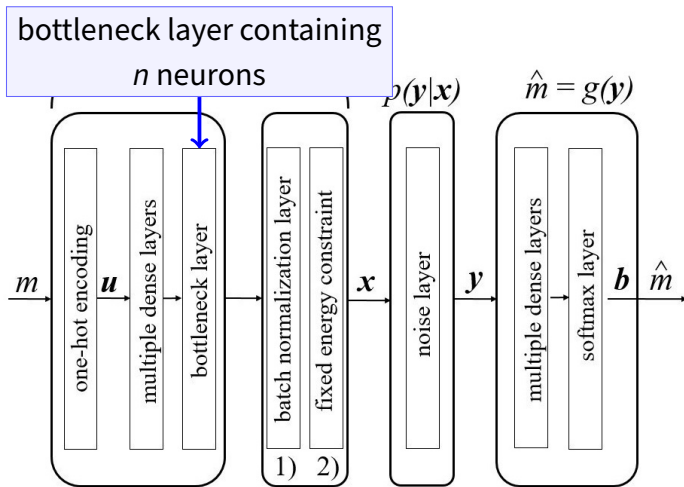 bottleneck layer containing
n neurons
p(y|x)
m̂ = g(y)
m
one-hot encoding
u
multiple dense layers
bottleneck layer
batch normalization layer
fixed energy constraint
1) 2)
x
noise layer
y
multiple dense layers
softmax layer
b
m̂